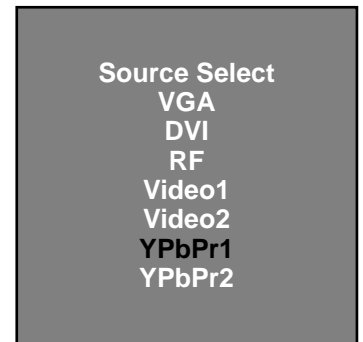 Source Select
VGA
DVI
RF
Video1
Video2
YPbPr1
YPbPr2